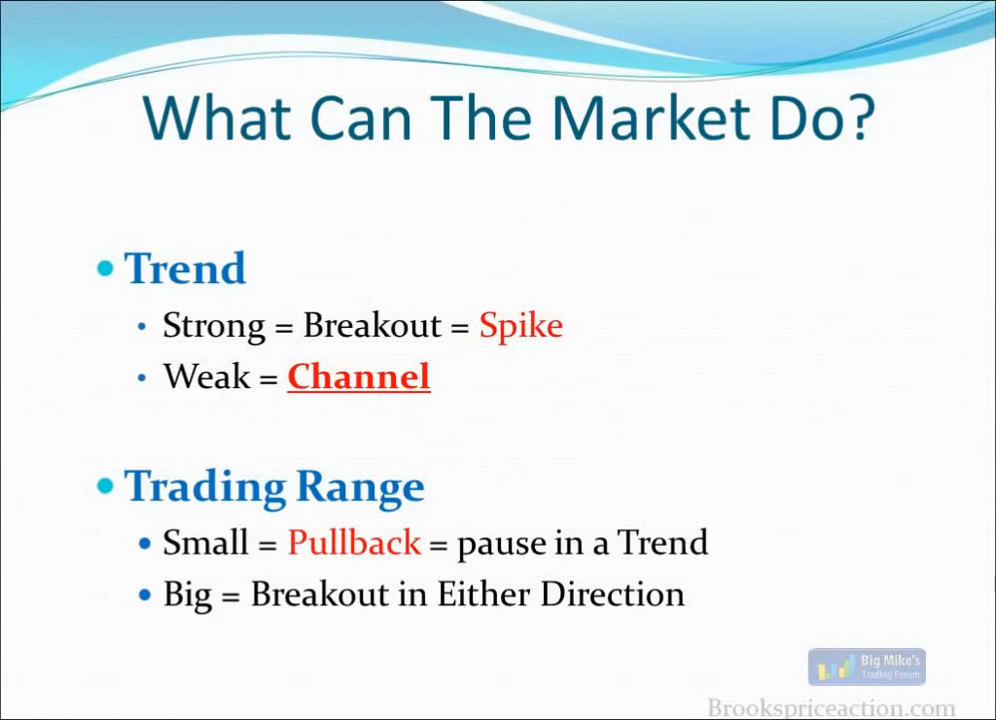 What Can The Market Do?
• Trend
• Strong = Breakout = Spike
• Weak = Channel
• Trading Range
• Small = Pullback = pause in a Trend
• Big = Breakout in Either Direction
Big Mike's
Trading Forum
Brookspriceaction.com